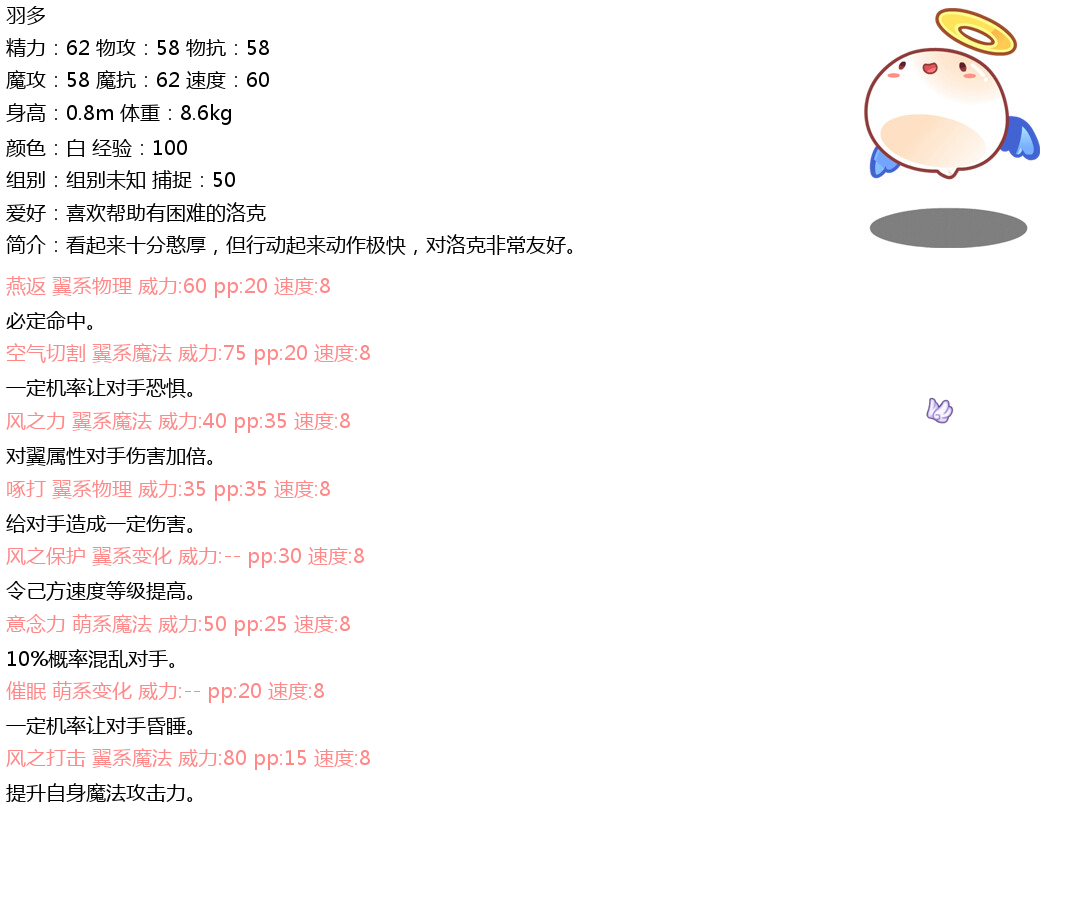 羽多
精力：62 物攻：58 物抗：58
魔攻：58 魔抗：62 速度：60
身高：0.8m 体重：8.6kg
颜色：白 经验：100
组别：组别未知 捕捉：50
爱好：喜欢帮助有困难的洛克
简介：看起来十分憨厚，但行动起来动作极快，对洛克非常友好。
燕返 翼系物理 威力:60 pp:20 速度:8
必定命中。
空气切割 翼系魔法 威力:75 pp:20 速度:8
一定机率让对手恐惧。
风之力 翼系魔法 威力:40 pp:35 速度:8
对翼属性对手伤害加倍。
啄打 翼系物理 威力:35 pp:35 速度:8
给对手造成一定伤害。
风之保护 翼系变化 威力:-- pp:30 速度:8
令己方速度等级提高。
意念力 萌系魔法 威力:50 pp:25 速度:8
10%概率混乱对手。
催眠 萌系变化 威力:-- pp:20 速度:8
一定机率让对手昏睡。
风之打击 翼系魔法 威力:80 pp:15 速度:8
提升自身魔法攻击力。